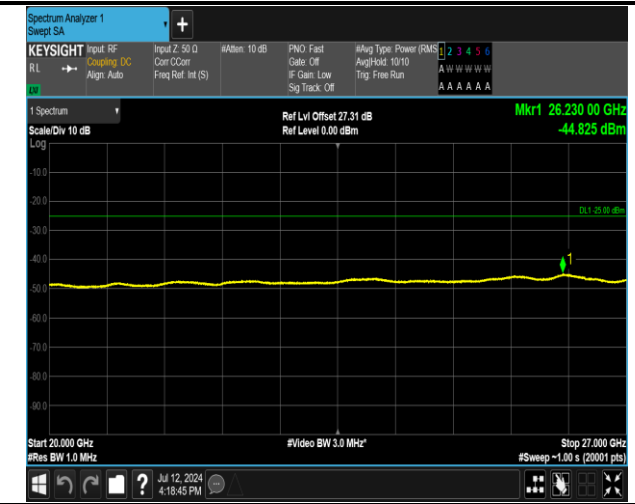 Spectrum Analyzer 1
Swept SA
+
KEYSIGHT Input: RF Input Z: 50 Ω #Atten: 10 dB PNO: Fast #Avg Type: Power (RMS 1 2 3 4 5 6
RL Coupling: DC Corr CCorr Gate: Off Avg|Hold: 10/10 A W W W W W
Align: Auto Freq Ref: Int (S) IF Gain: Low Trig: Free Run
Sig Track: Off A A A A A A
1 Spectrum Ref Lvl Offset 27.31 dB Mkr1 26.230 00 GHz
Scale/Div 10 dB Ref Level 0.00 dBm -44.825 dBm
Log
-10.0
DL1 -25.00 dBm
-20.0
-30.0
-40.0
1
-50.0
-60.0
-70.0
-80.0
-90.0
Start 20.000 GHz #Video BW 3.0 MHz* Stop 27.000 GHz
#Res BW 1.0 MHz #Sweep ~1.00 s (20001 pts)
? Jul 12, 2024
4:18:45 PM